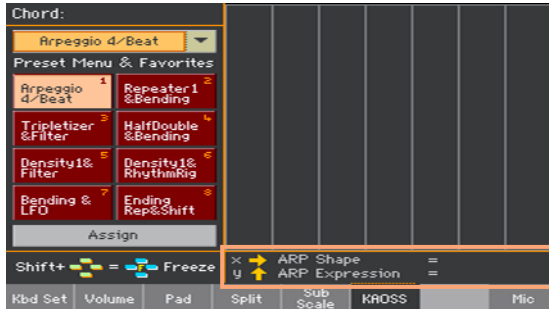 Chord:
Arpeggio 4/Beat
Preset Menu & Favorites
Arpeggio 4/Beat 1
Repeater1 &Bending 2
Tripletizer &Filter 3
HalfDouble &Bending 4
Density1& Filter 5
Density1& RhythmRig 6
Bending & LFO 7
Ending Rep&Shift 8
Assign
Shift+ = F Freeze
x ARP Shape =
y ARP Expression =
Kbd Set Volume Pad Split Sub Scale KAOSS Mic